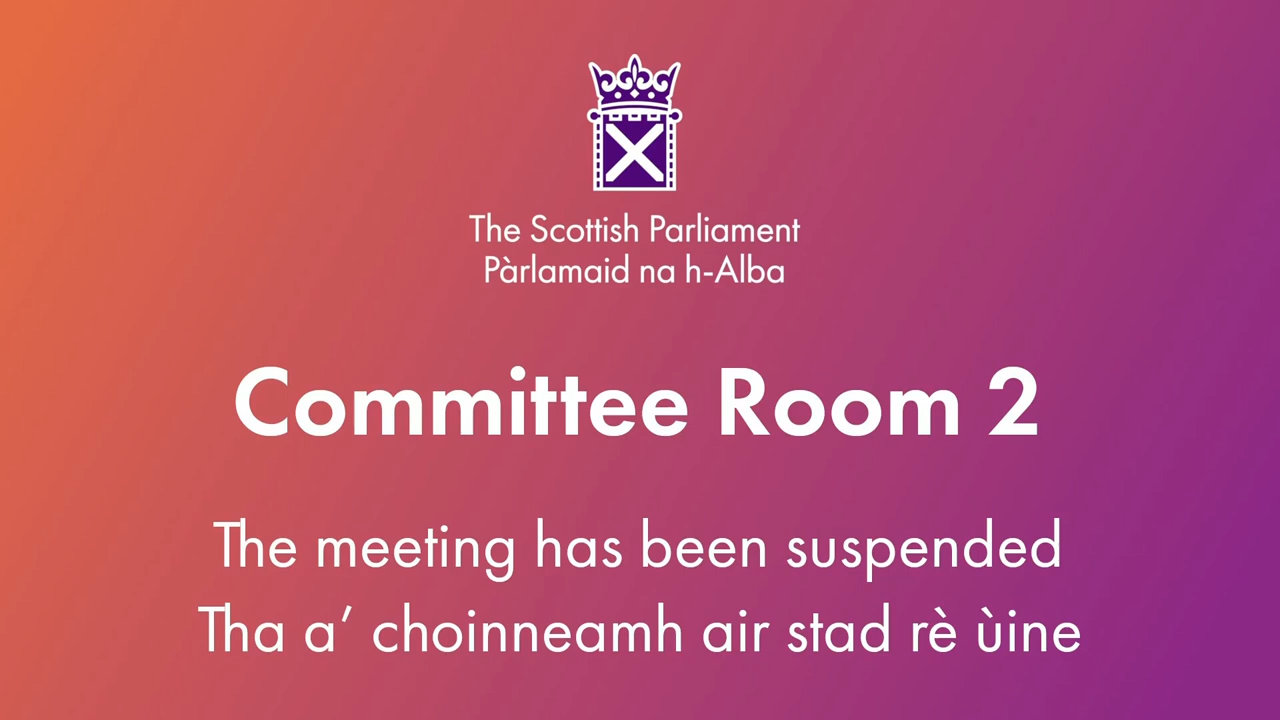 The Scottish Parliament
Pàrlamaid na h-Alba
Committee Room 2
The meeting has been suspended
Tha a’ choinneamh air stad rè ùine